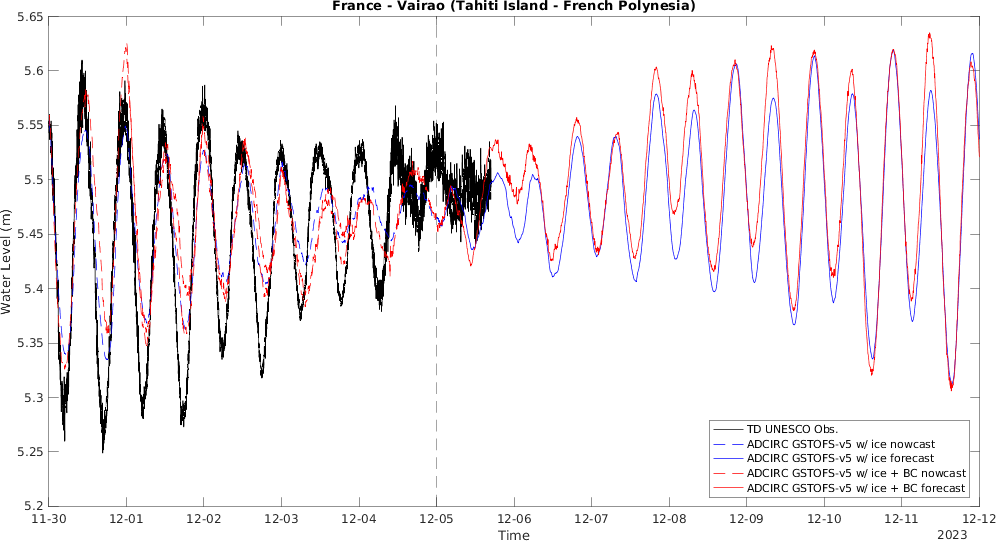 France - Vairao (Tahiti Island - French Polynesia)
5.65
5.6
5.55
5.5
5.45
5.4
5.35
5.3
5.25
5.2
Water Level (m)
TD UNESCO Obs.
ADCIRC GSTOFS-v5 w/ ice nowcast
ADCIRC GSTOFS-v5 w/ ice forecast
ADCIRC GSTOFS-v5 w/ ice + BC nowcast
ADCIRC GSTOFS-v5 w/ ice + BC forecast
11-30 12-01 12-02 12-03 12-04 12-05 12-06 12-07 12-08 12-09 12-10 12-11 12-12
Time
2023